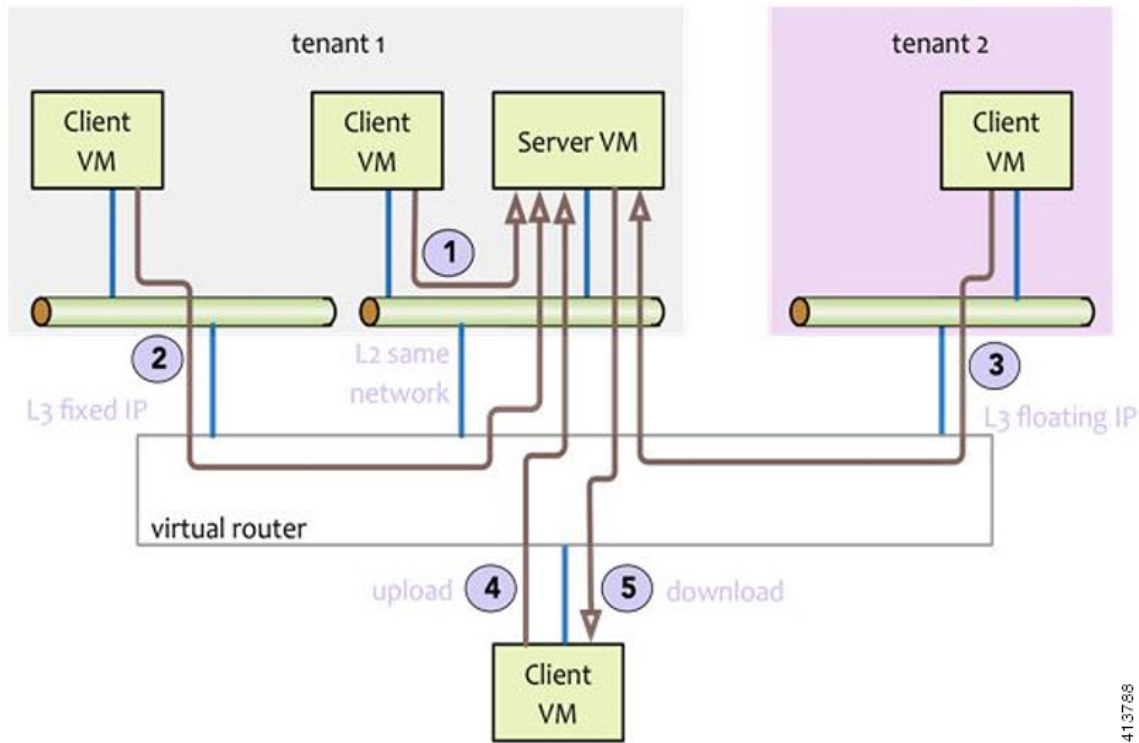 tenant 1
tenant 2
Client
VM
Client
VM
Server VM
Client
VM
1
2
L3 fixed IP
L2 same
network
3
L3 floating IP
virtual router
upload
4
5
download
Client
VM
413788